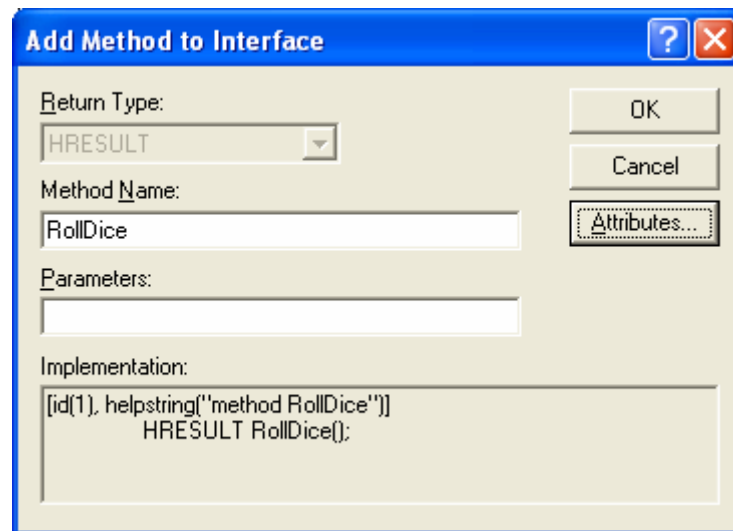 Add Method to Interface
?
Return Type:
HRESULT
OK
Method Name:
Cancel
RollDice
Attributes...
Parameters:
Implementation:
[id(1), helpstring("method RollDice")]
HRESULT RollDice();